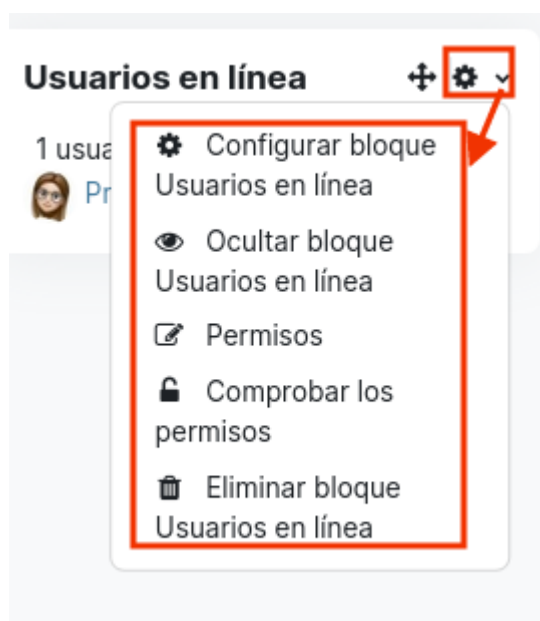 Usuarios en línea
1 usua
Pr
Configurar bloque
Usuarios en línea
Ocultar bloque
Usuarios en línea
Permisos
Comprobar los
permisos
Eliminar bloque
Usuarios en línea